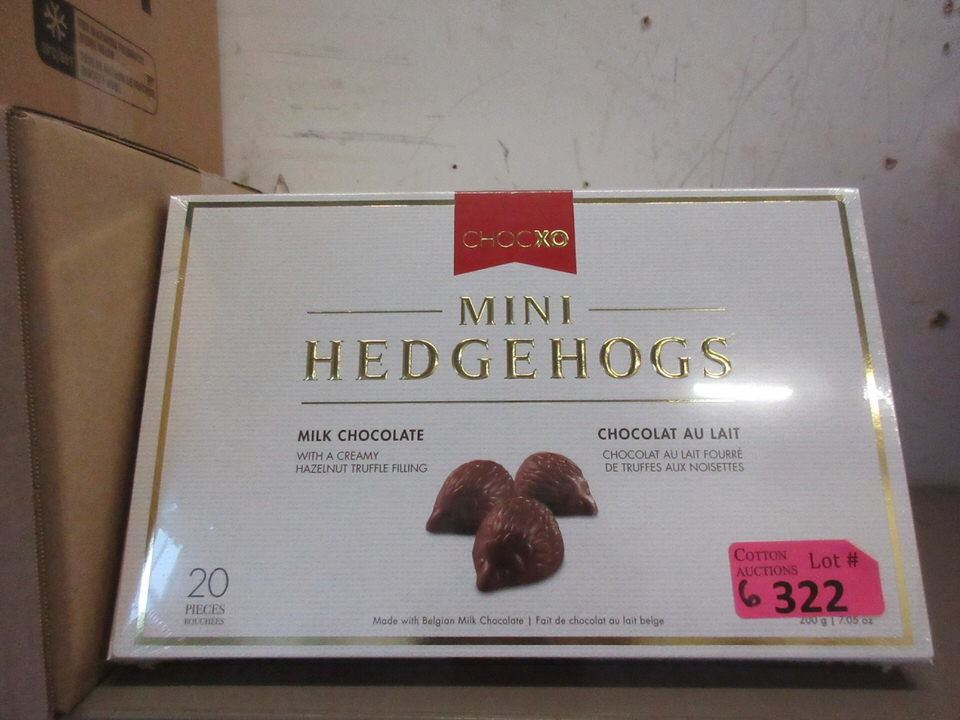 CHOCXO
MINI
HEDGEHOGS
MILK CHOCOLATE
WITH A CREAMY
HAZELNUT TRUFFLE FILLING
CHOCOLAT AU LAIT
CHOCOLAT AU LAIT FOURRÉ
DE TRUFFES AUX NOISETTES
20
PIECES
BOUCHÉES
Made with Belgian Milk Chocolate | Fait de chocolat au lait belge
COTTON
AUCTIONS Lot #
6 322
200 g | 7.05 oz